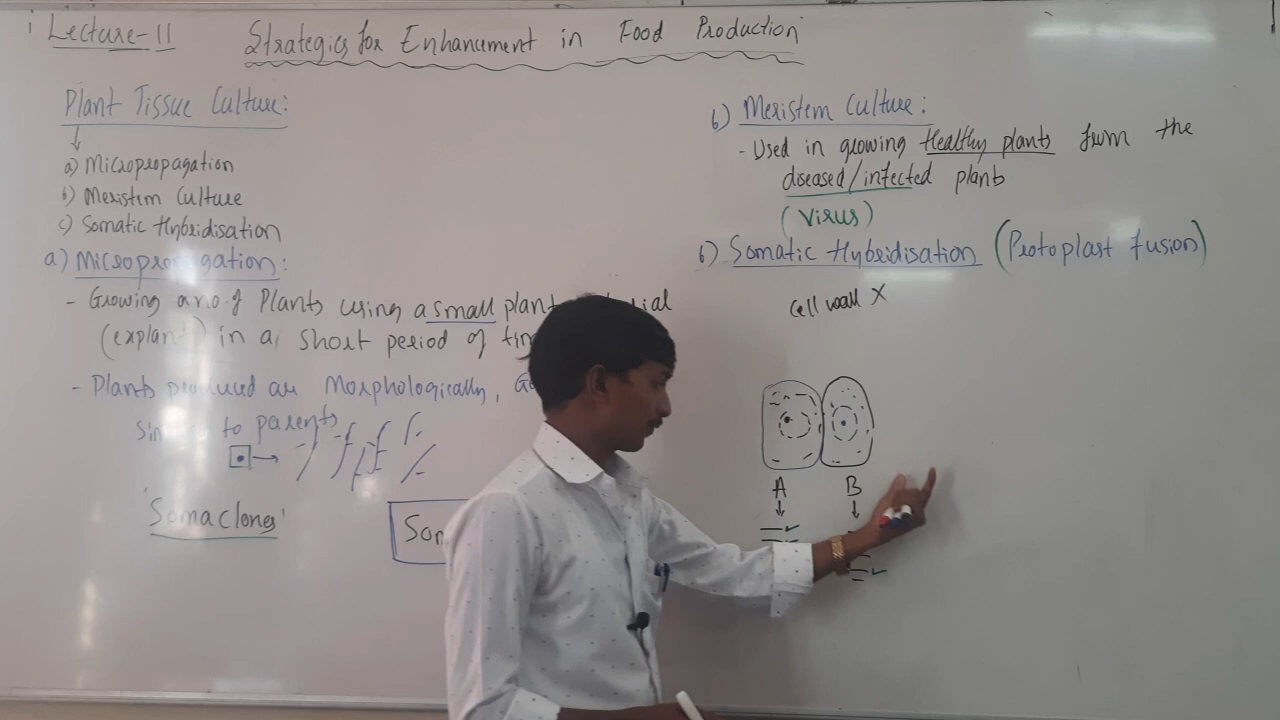 Lecture-11
Strategies for Enhancement in Food Production
Plant Tissue Culture:
a) Micropropagation
b) Meristem Culture
c) Somatic Hybridisation
a) Micropropagation:
- Growing a no. of Plants using a small plant
(explant) in a short period of
- Plants produced are Morphologically,
to parents
'Somaclones'
Som
b) Meristem Culture:
- Used in growing Healthy plants from the
diseased/infected plants
(Virus)
b) Somatic Hybridisation (Protoplast fusion)
Cell wall X
A B